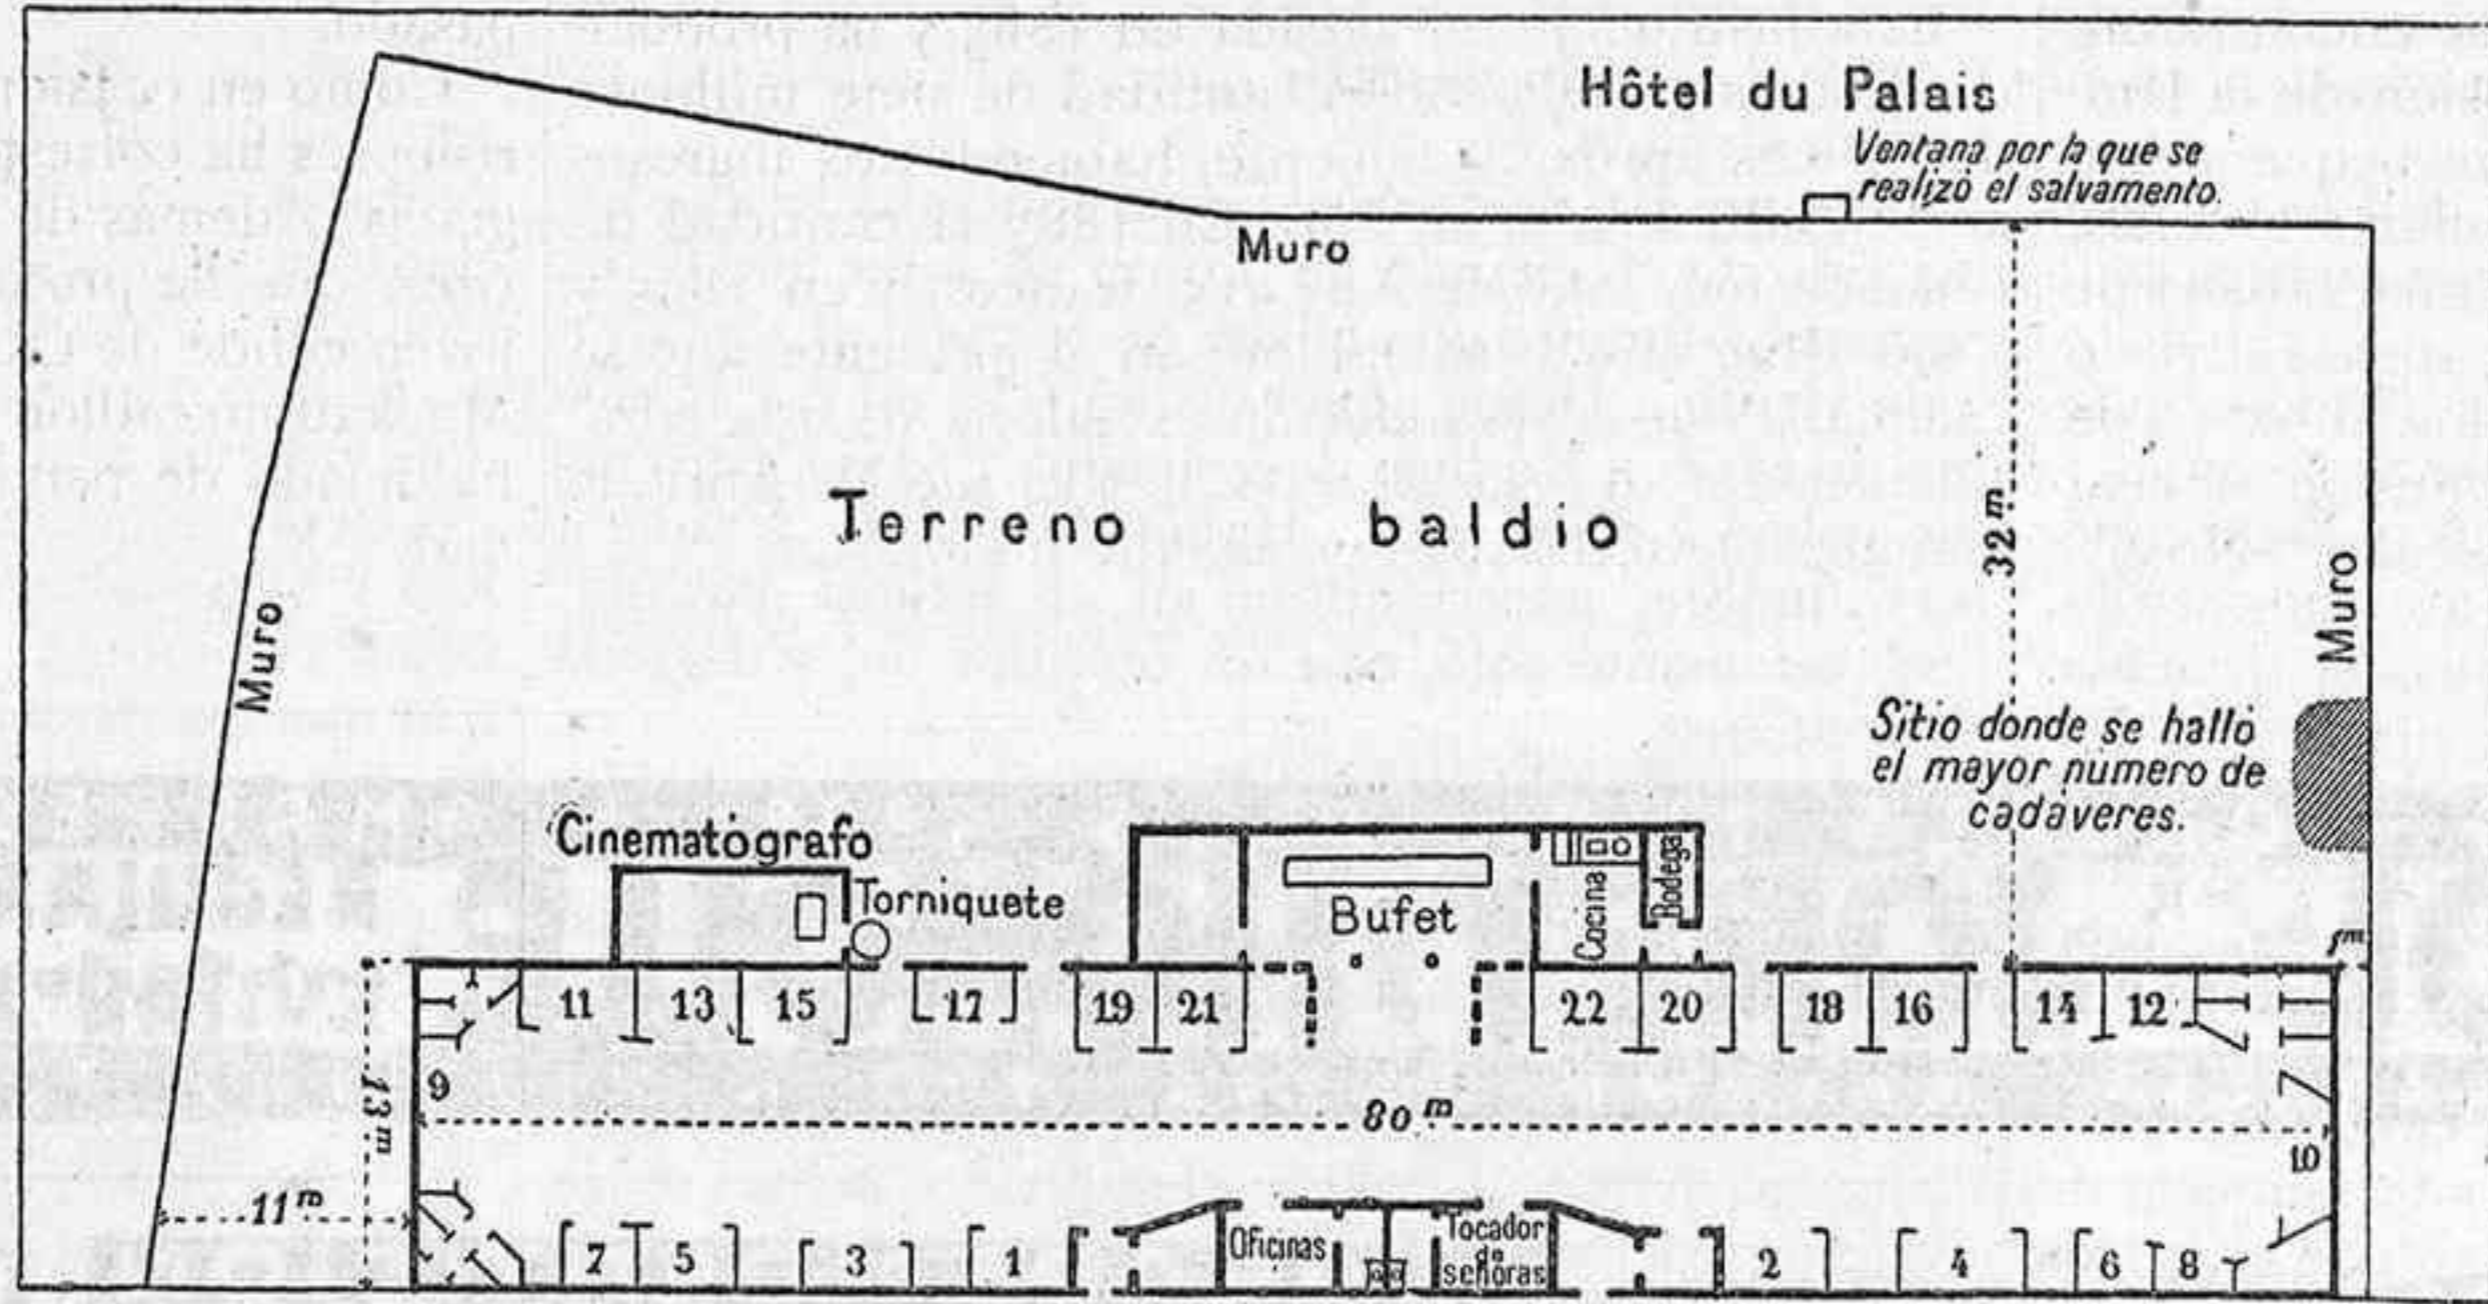 Hôtel du Palais
Ventana por la que se
realizó el salvamento.
Muro
Terreno baldio
32 m
Muro
Muro
Sitio donde se halló
el mayor número de
cadáveres.
Cinematógrafo
Torniquete
Bufet
Cocina
Bodega
1 m
11 13 15 17 19 21 22 20 18 16 14 12
9
13 m
80 m
10
11 m
7 5 3 1
Oficinas
Tocador
de
señoras
2 4 6 8